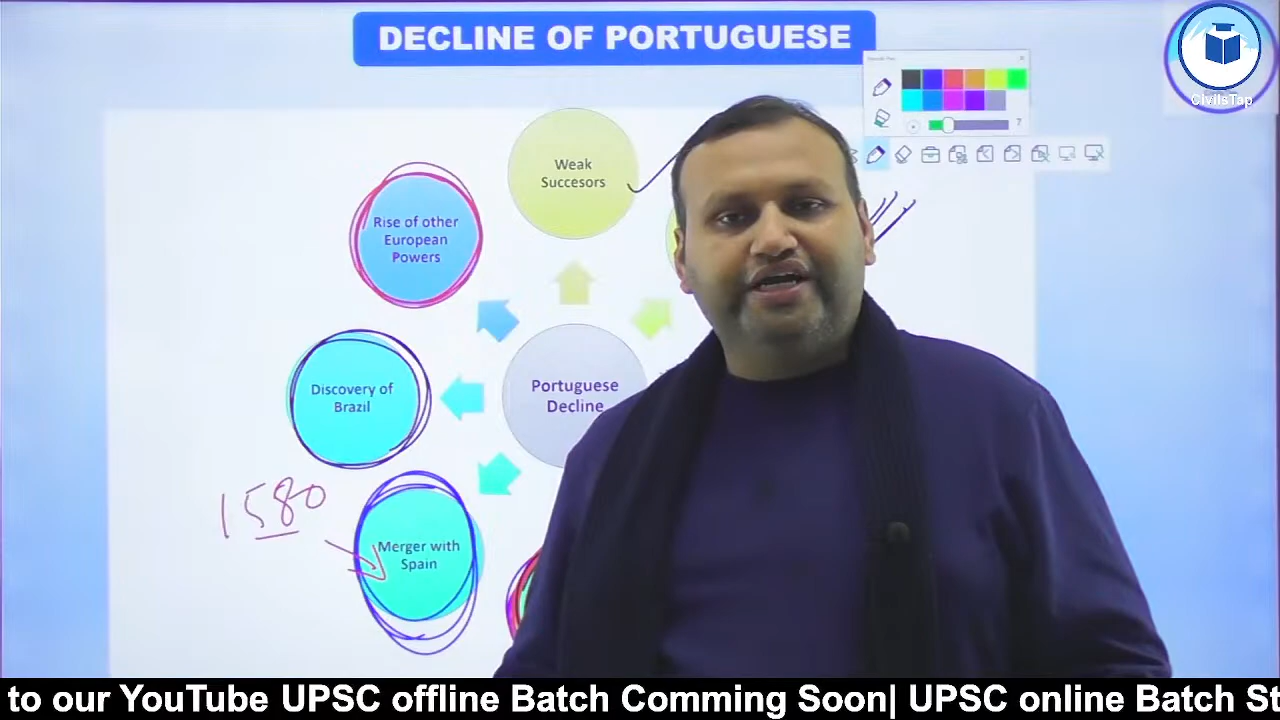 DECLINE OF PORTUGUESE
CivilsTap
Weak
Succesors
Rise of other
European
Powers
Discovery of
Brazil
Portuguese
Decline
1580
Merger with
Spain
to our YouTube UPSC offline Batch Comming Soon| UPSC online Batch St